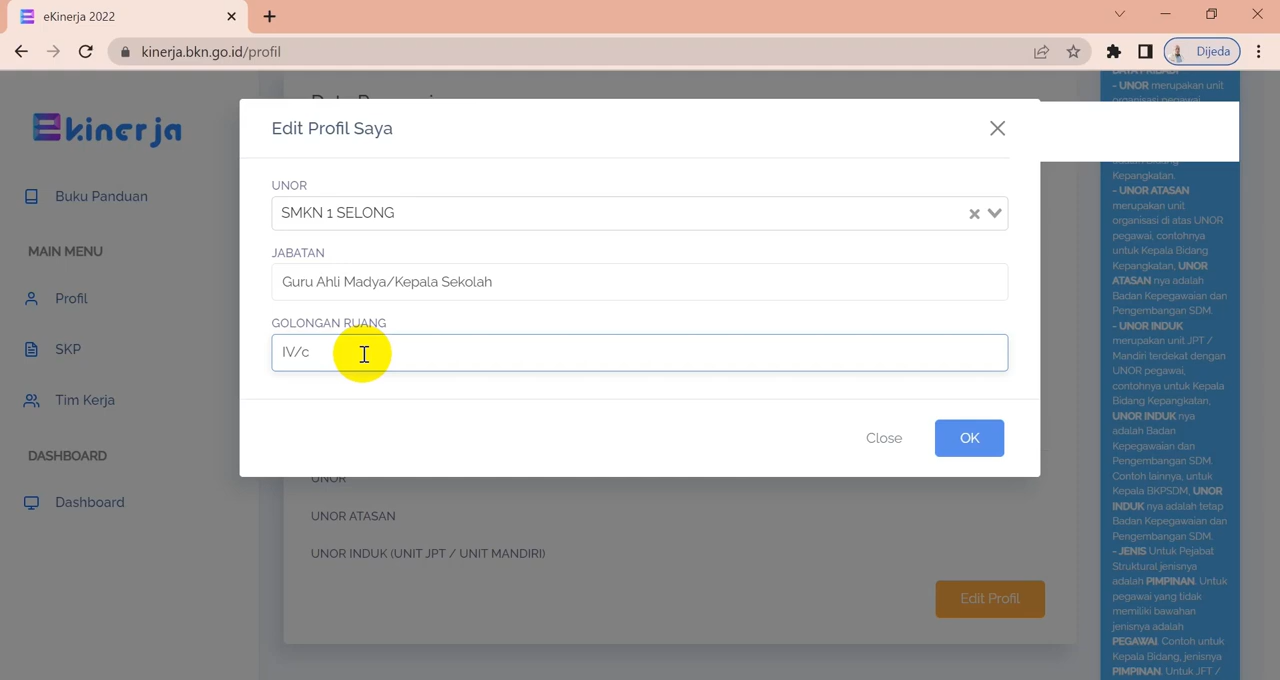 eKinerja 2022
kinerja.bkn.go.id/profil
Dijeda
Ekinerja
Buku Panduan
MAIN MENU
Profil
SKP
Tim Kerja
DASHBOARD
Dashboard
Edit Profil Saya
UNOR
SMKN 1 SELONG
JABATAN
Guru Ahli Madya/Kepala Sekolah
GOLONGAN RUANG
IV/c
Close
OK
UNOR
UNOR ATASAN
UNOR INDUK (UNIT JPT / UNIT MANDIRI)
Edit Profil
- UNOR merupakan unit
organisasi pegawai,
Kepangkatan.
- UNOR ATASAN
merupakan unit
organisasi di atas UNOR
pegawai, contohnya
untuk Kepala Bidang
Kepangkatan, UNOR
ATASAN nya adalah
Badan Kepegawaian dan
Pengembangan SDM.
- UNOR INDUK
merupakan unit JPT /
Mandiri terdekat dengan
UNOR pegawai,
contohnya untuk Kepala
Bidang Kepangkatan,
UNOR INDUK nya
adalah Badan
Kepegawaian dan
Pengembangan SDM.
Contoh lainnya, untuk
Kepala BKPSDM, UNOR
INDUK nya adalah tetap
Badan Kepegawaian dan
Pengembangan SDM.
- JENIS Untuk Pejabat
Struktural jenisnya
adalah PIMPINAN. Untuk
pegawai yang tidak
memiliki bawahan
jenisnya adalah
PEGAWAI. Contoh untuk
Kepala Bidang, jenisnya
PIMPINAN. Untuk JFT /